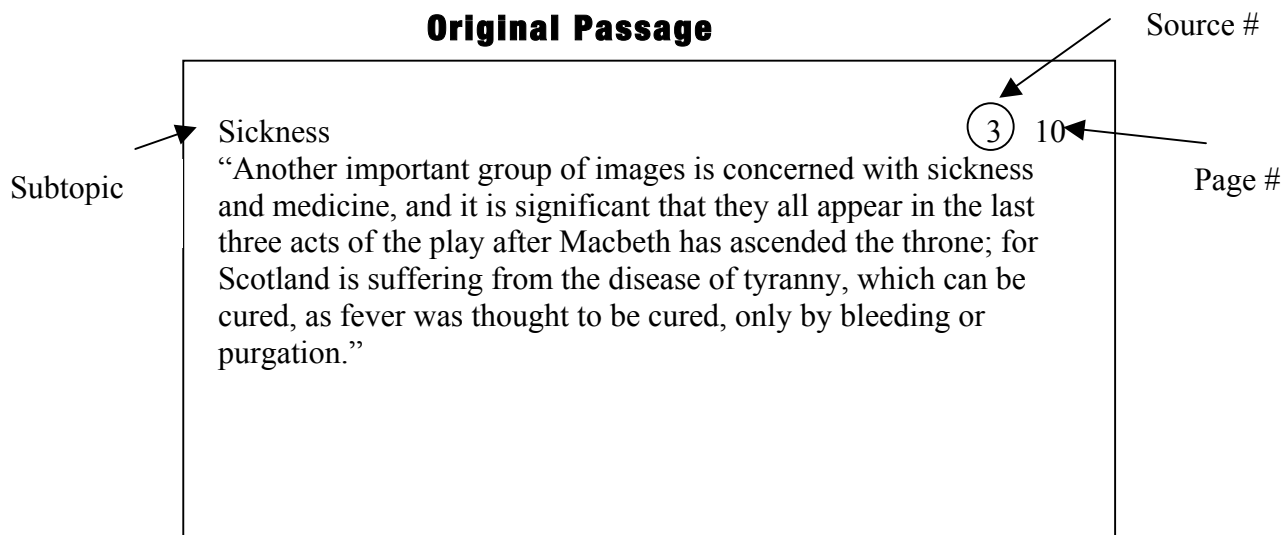 Original Passage
Source #
Sickness 3 10
Subtopic
Page #
“Another important group of images is concerned with sickness
and medicine, and it is significant that they all appear in the last
three acts of the play after Macbeth has ascended the throne; for
Scotland is suffering from the disease of tyranny, which can be
cured, as fever was thought to be cured, only by bleeding or
purgation.”